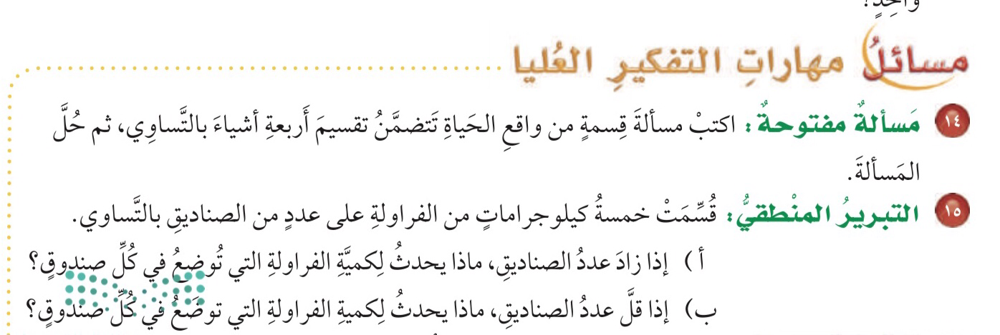 واحِدٍ؟
مسائلُ مهاراتِ التفكيرِ العُليا
١٤ مَسألةٌ مفتوحةٌ: اكتبْ مسألةَ قِسمةٍ من واقعِ الحَياةِ تَتضمَّنُ تقسيمَ أَربعةِ أشياءَ بالتَّساوِي، ثم حُلَّ
المَسألةَ.
١٥ التبريرُ المنْطقيُّ: قُسِّمَتْ خمسةُ كيلوجراماتٍ من الفراولةِ على عددٍ من الصناديقِ بالتَّساوي.
أ ) إذا زادَ عددُ الصناديقِ، ماذا يحدثُ لِكميَّةِ الفراولةِ التي تُوضعُ في كُلِّ صندوقٍ؟
ب) إذا قلَّ عددُ الصناديقِ، ماذا يحدثُ لِكميةِ الفراولةِ التي توضَعُ في كُلِّ صندوقٍ؟